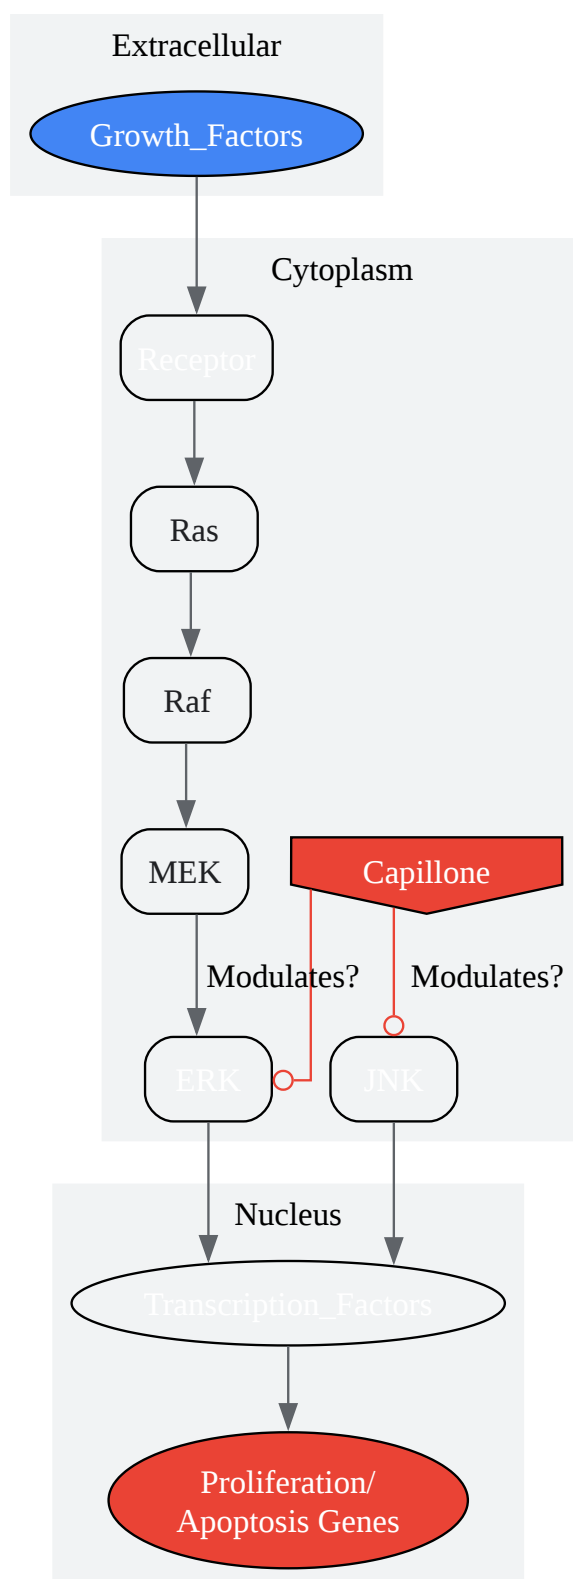 Extracellular
Growth_Factors
Cytoplasm
Receptor
Ras
Raf
MEK
Capillone
Modulates?
Modulates?
ERK
JNK
Nucleus
Transcription_Factors
Proliferation/
Apoptosis Genes